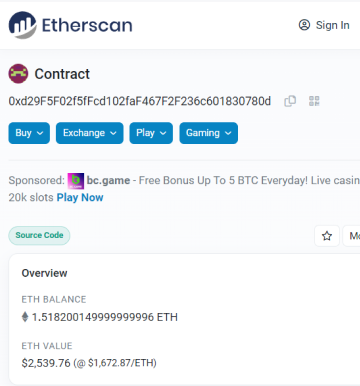 Etherscan
Sign In
Contract
0xd29F5F02f5fFcd102faF467F2F236c601830780d
Buy Exchange Play Gaming
Sponsored: bc.game - Free Bonus Up To 5 BTC Everyday! Live casin
20k slots Play Now
Source Code
Mo
Overview
ETH BALANCE
1.518200149999999996 ETH
ETH VALUE
$2,539.76 (@ $1,672.87/ETH)